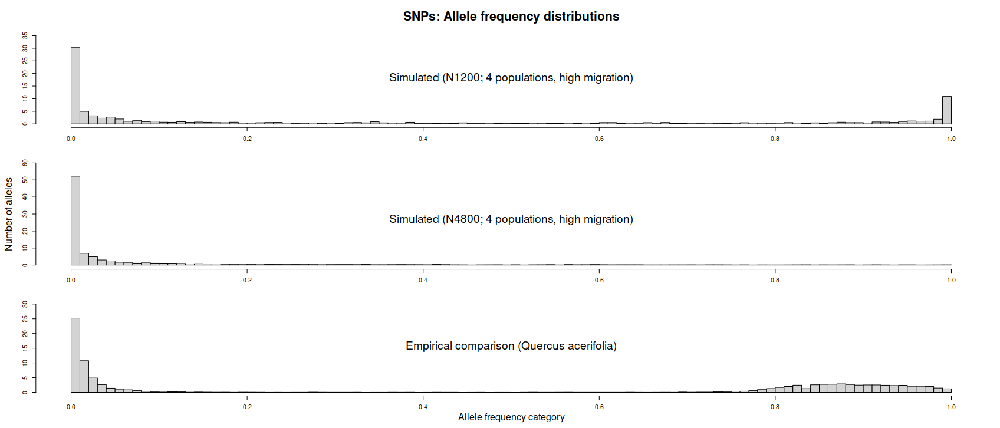 SNPs: Allele frequency distributions
35
30
25
20
15
10
5
0
Simulated (N1200; 4 populations, high migration)
0.0 0.2 0.4 0.6 0.8 1.0
Number of alleles
60
50
40
30
20
10
0
Simulated (N4800; 4 populations, high migration)
0.0 0.2 0.4 0.6 0.8 1.0
30
25
20
15
10
5
0
Empirical comparison (Quercus acerifolia)
0.0 0.2 0.4 0.6 0.8 1.0
Allele frequency category